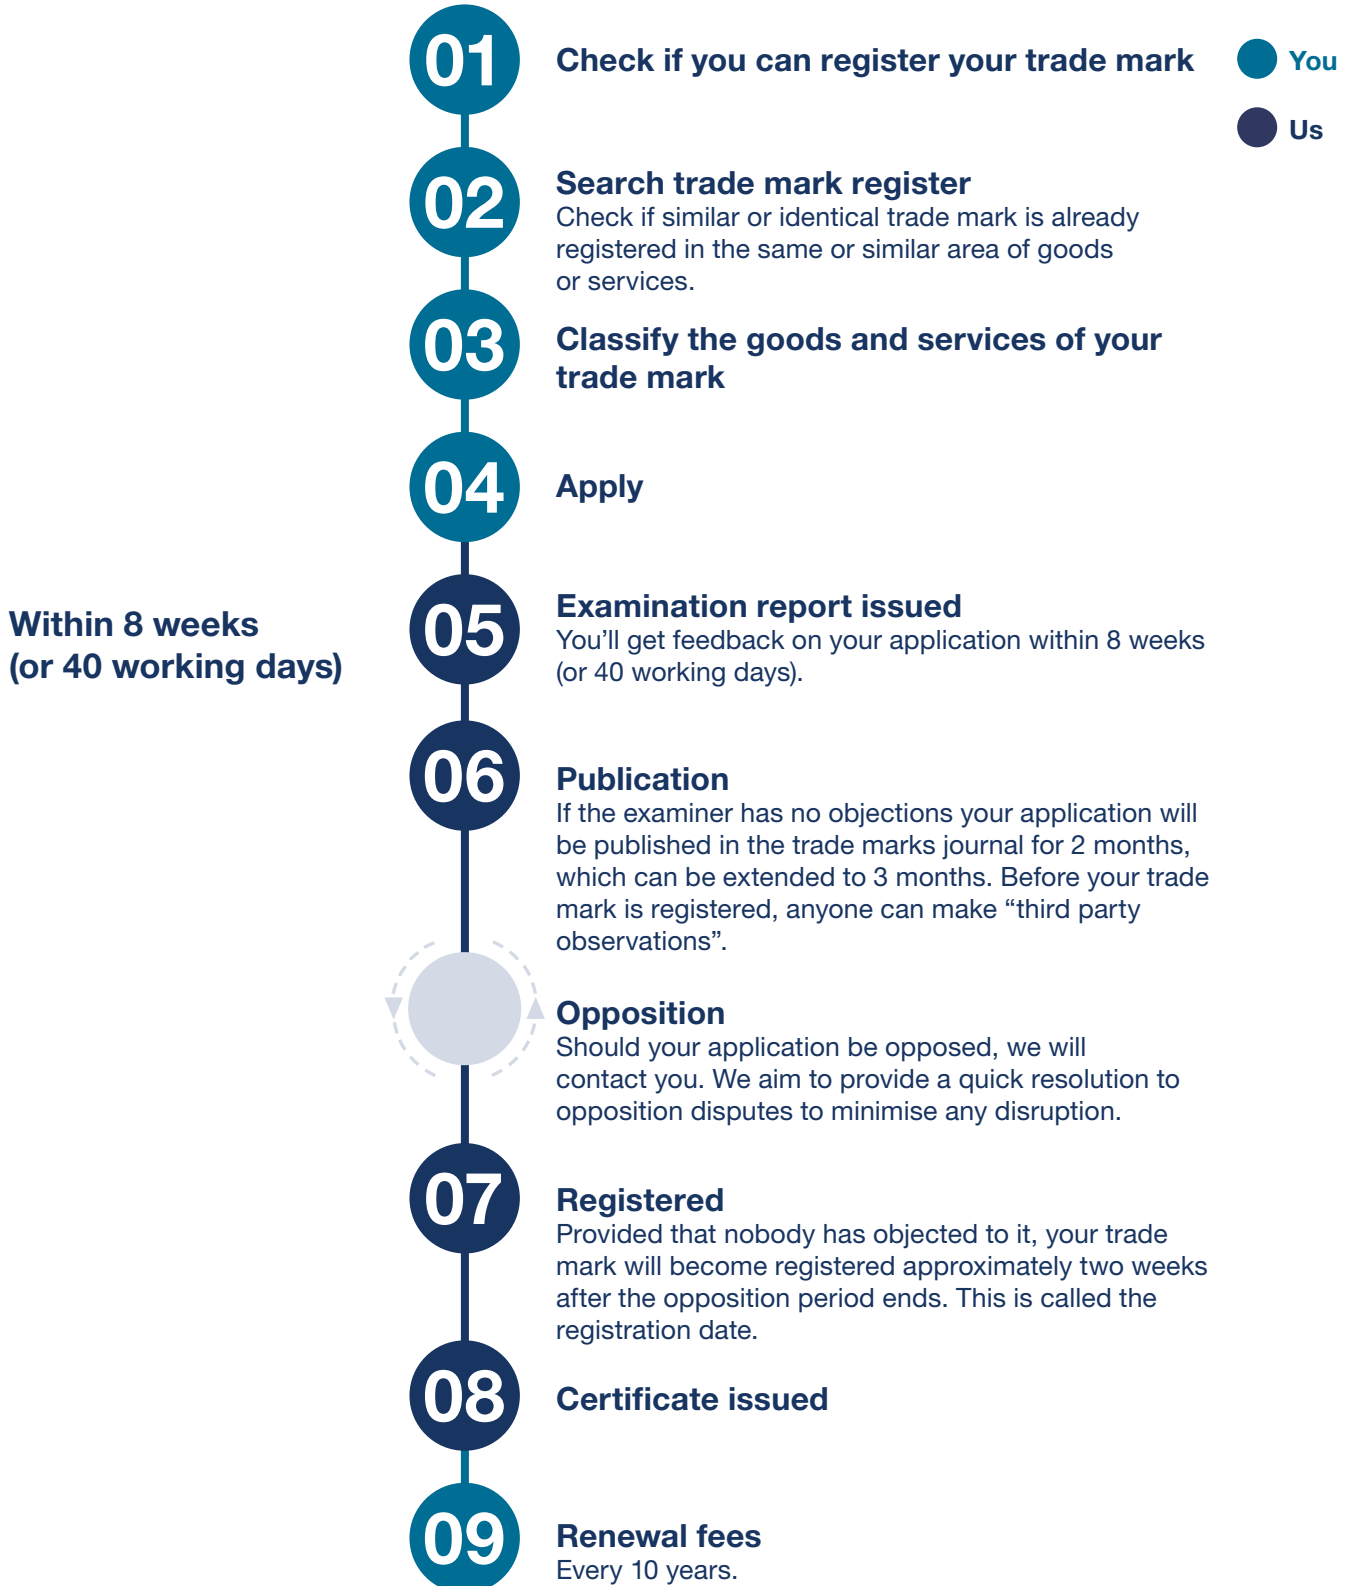 01
Check if you can register your trade mark
You
Us
02
Search trade mark register
Check if similar or identical trade mark is already
registered in the same or similar area of goods
or services.
03
Classify the goods and services of your
trade mark
04
Apply
Within 8 weeks
(or 40 working days)
05
Examination report issued
You’ll get feedback on your application within 8 weeks
(or 40 working days).
06
Publication
If the examiner has no objections your application will
be published in the trade marks journal for 2 months,
which can be extended to 3 months. Before your trade
mark is registered, anyone can make “third party
observations”.
Opposition
Should your application be opposed, we will
contact you. We aim to provide a quick resolution to
opposition disputes to minimise any disruption.
07
Registered
Provided that nobody has objected to it, your trade
mark will become registered approximately two weeks
after the opposition period ends. This is called the
registration date.
08
Certificate issued
09
Renewal fees
Every 10 years.